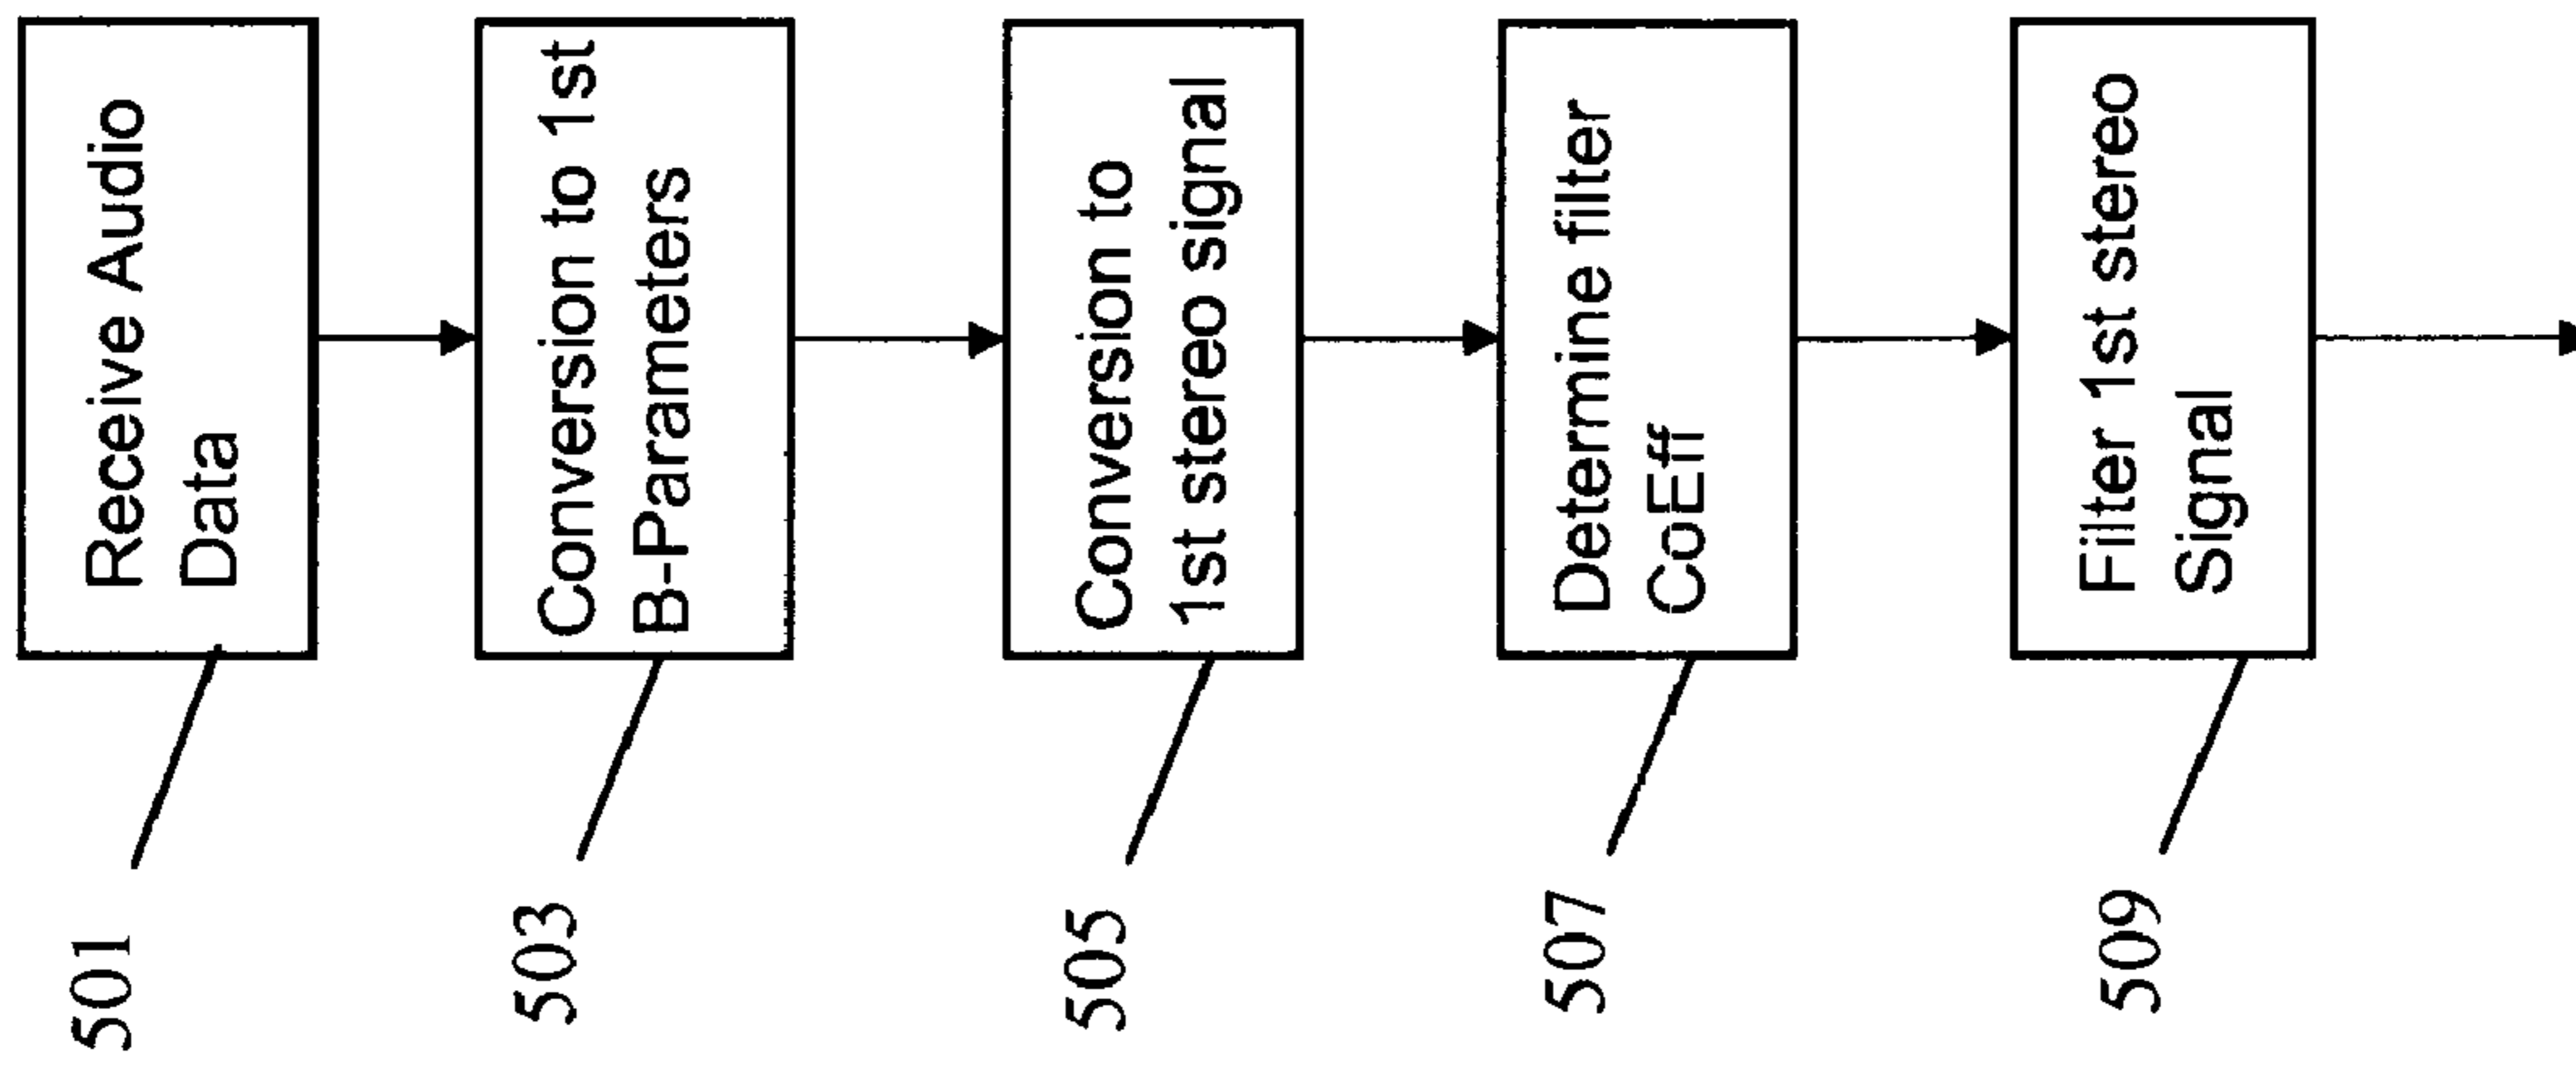 501
Receive Audio
Data
503
Conversion to 1st
B-Parameters
505
Conversion to
1st stereo signal
507
Determine filter
CoEff
509
Filter 1st stereo
Signal